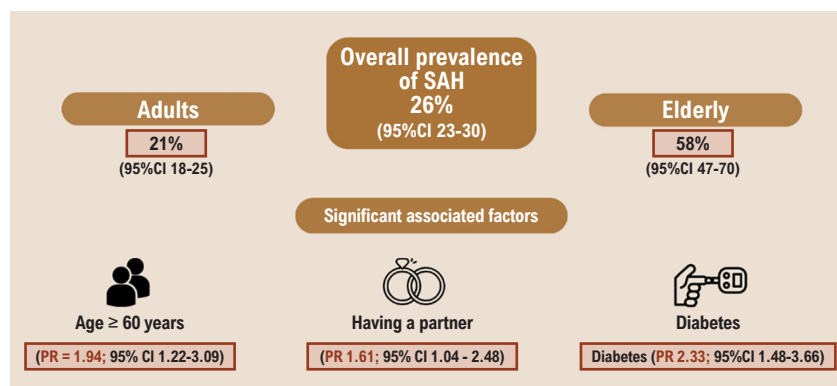 Overall prevalence
of SAH
26%
(95%CI 23-30)
Adults
21%
(95%CI 18-25)
Elderly
58%
(95%CI 47-70)
Significant associated factors
Age ≥ 60 years
(PR = 1.94; 95% CI 1.22-3.09)
Having a partner
(PR 1.61; 95% CI 1.04 - 2.48)
Diabetes
Diabetes (PR 2.33; 95%CI 1.48-3.66)